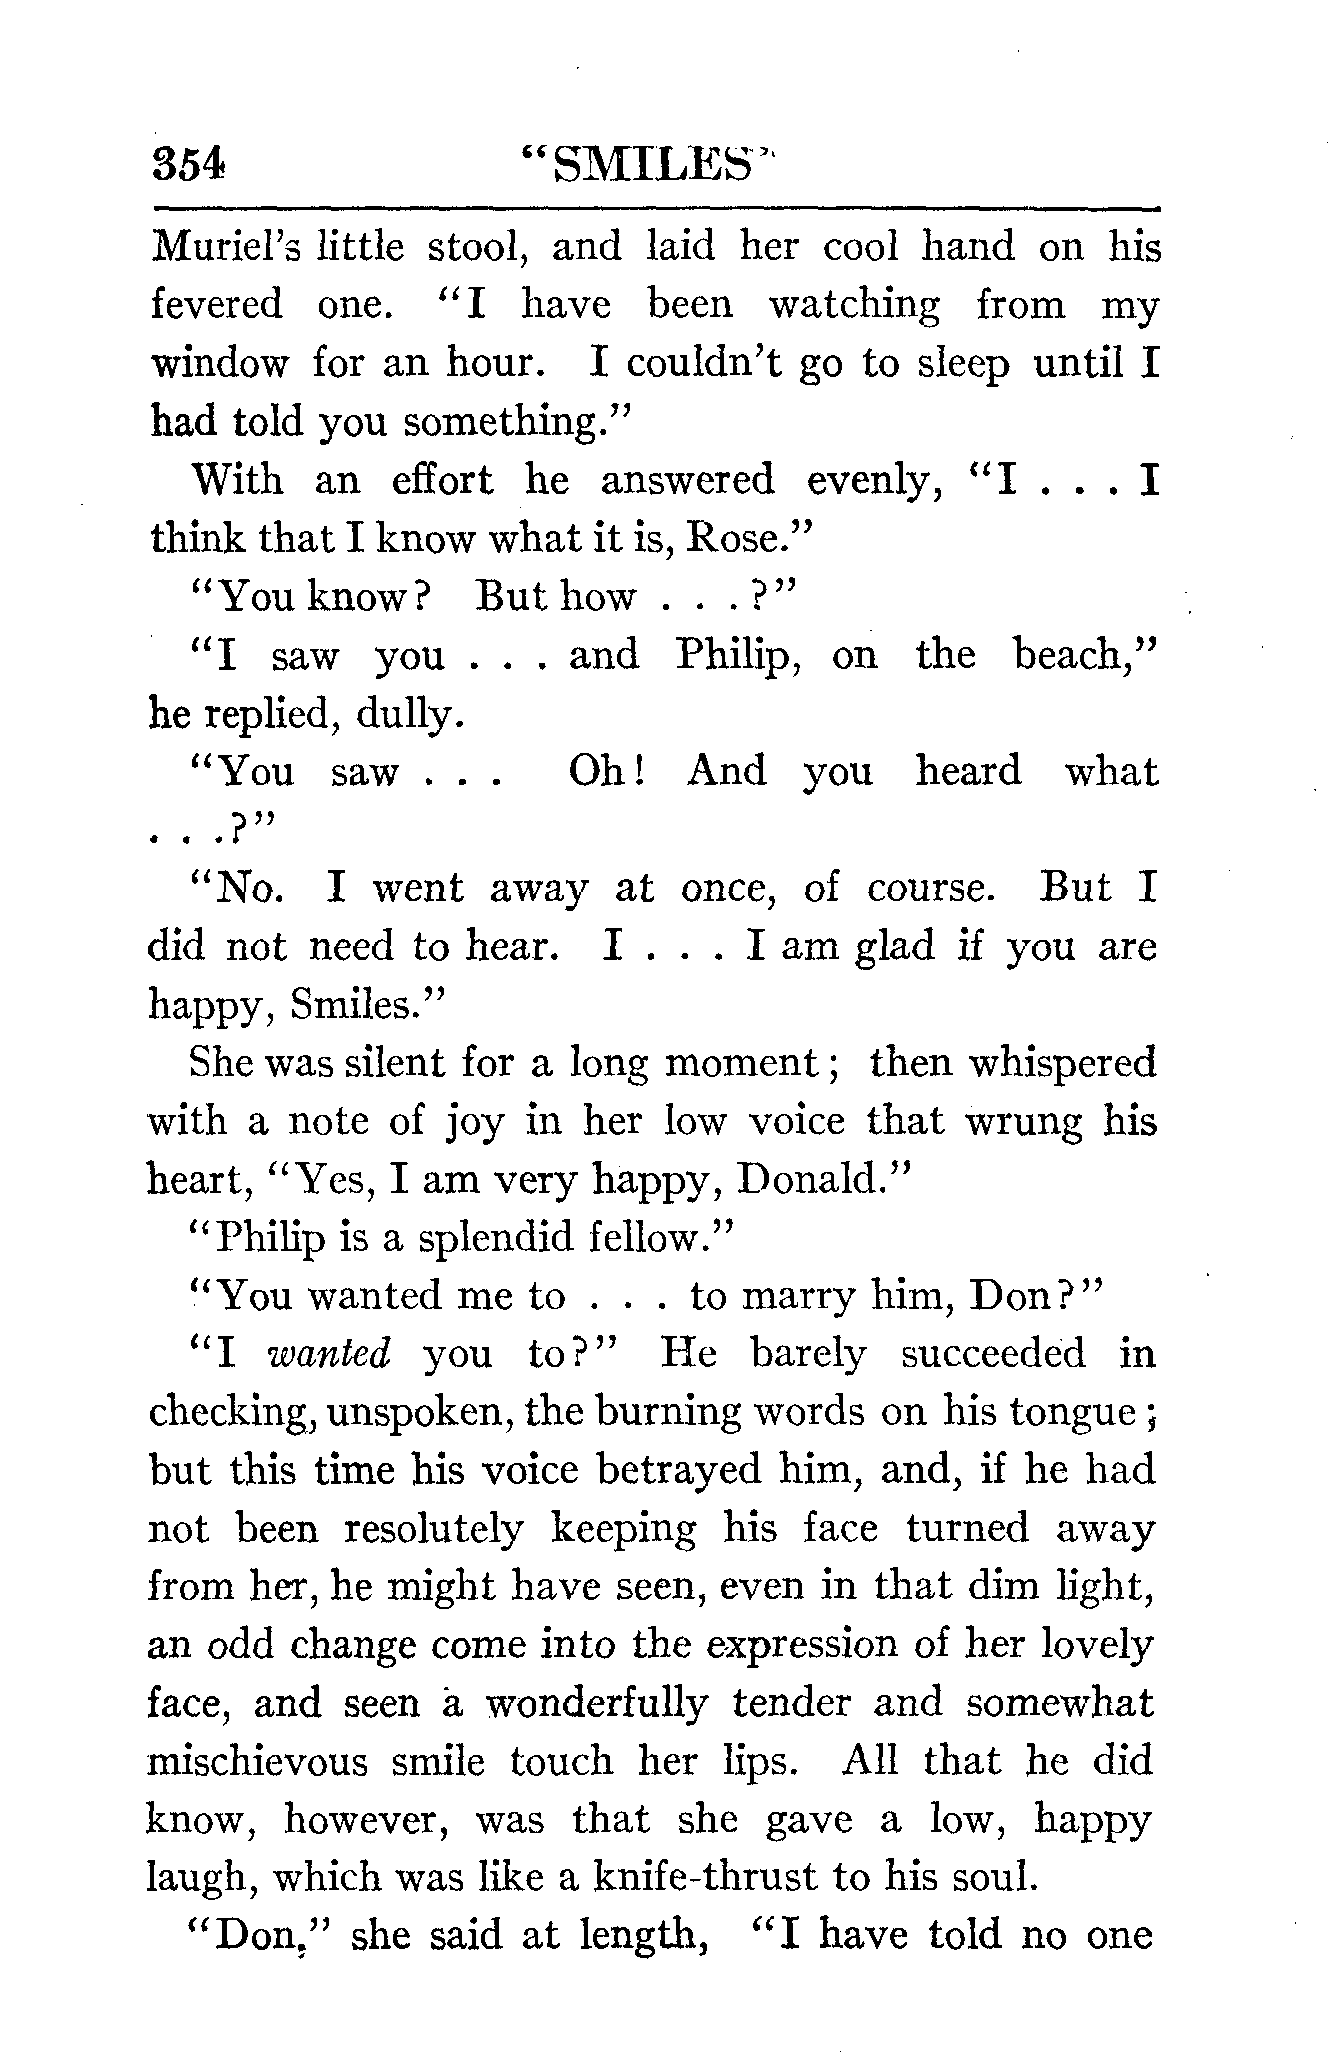 354 "SMILES"
Muriel's little stool, and laid her cool hand on his
fevered one. "I have been watching from my
window for an hour. I couldn't go to sleep until I
had told you something."
With an effort he answered evenly, "I . . . I
think that I know what it is, Rose."
"You know? But how . . . ?"
"I saw you . . . and Philip, on the beach,"
he replied, dully.
"You saw . . . Oh! And you heard what
. . .?"
"No. I went away at once, of course. But I
did not need to hear. I . . . I am glad if you are
happy, Smiles."
She was silent for a long moment; then whispered
with a note of joy in her low voice that wrung his
heart, "Yes, I am very happy, Donald."
"Philip is a splendid fellow."
"You wanted me to . . . to marry him, Don?"
"I wanted you to?" He barely succeeded in
checking, unspoken, the burning words on his tongue;
but this time his voice betrayed him, and, if he had
not been resolutely keeping his face turned away
from her, he might have seen, even in that dim light,
an odd change come into the expression of her lovely
face, and seen a wonderfully tender and somewhat
mischievous smile touch her lips. All that he did
know, however, was that she gave a low, happy
laugh, which was like a knife-thrust to his soul.
"Don," she said at length, "I have told no one